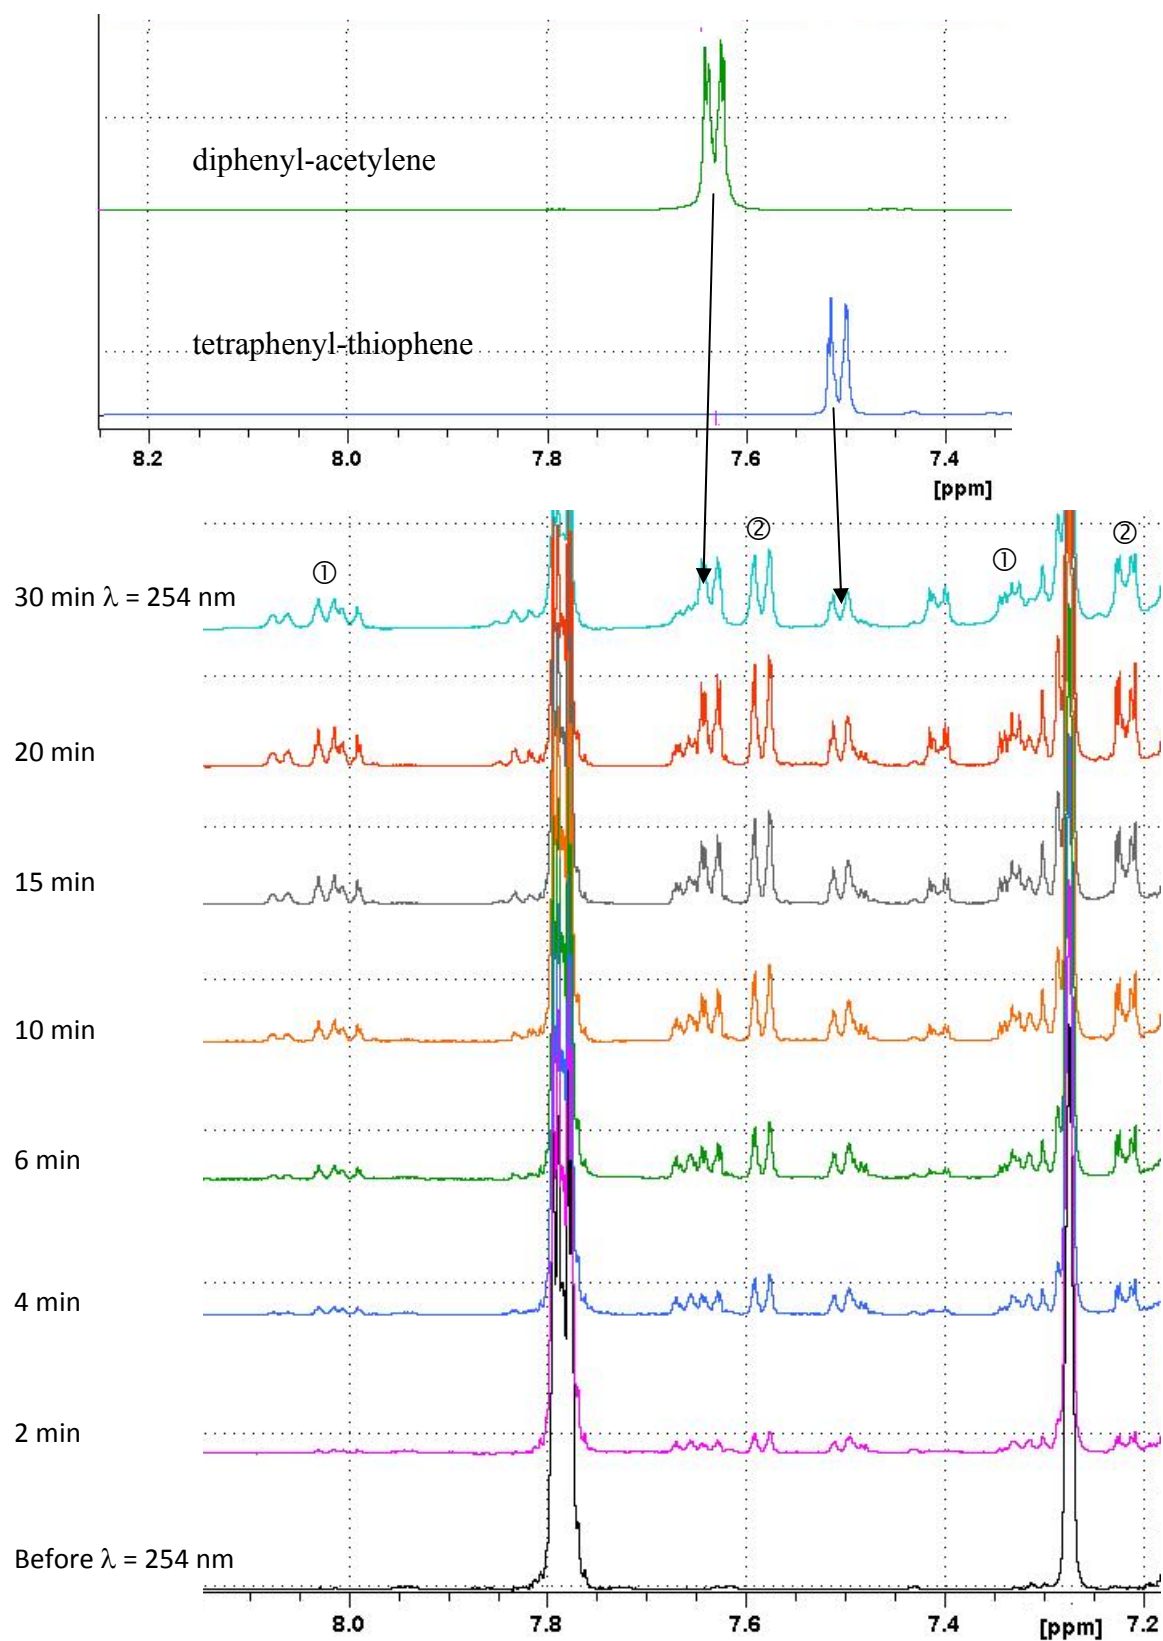 diphenyl-acetylene
tetraphenyl-thiophene
8.2 8.0 7.8 7.6 7.4
[ppm]
① ② ① ②
30 min λ = 254 nm
20 min
15 min
10 min
6 min
4 min
2 min
Before λ = 254 nm
8.0 7.8 7.6 7.4 [ppm] 7.2